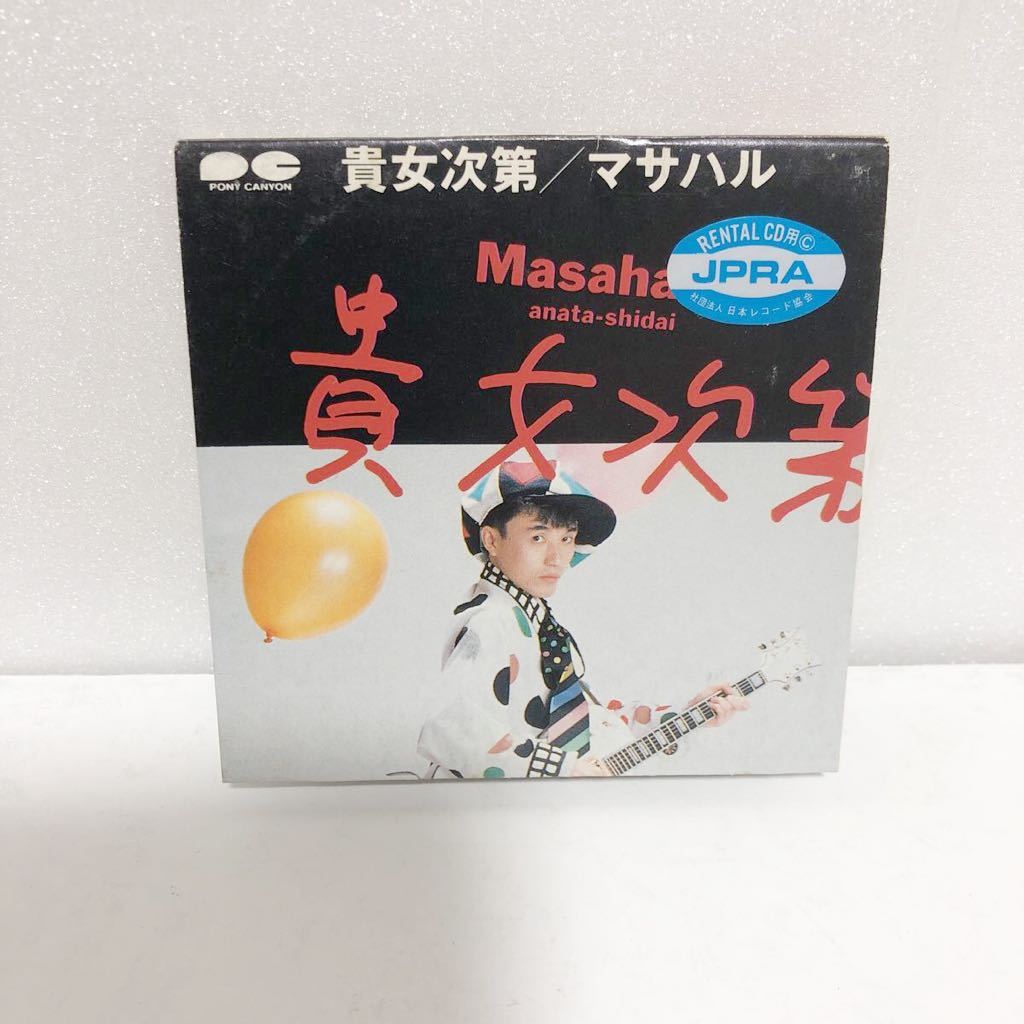 PONY CANYON
貴女次第／マサハル
RENTAL CD用Ⓒ
JPRA
社団法人 日本レコード協会
Masaha
anata-shidai
貴女次第